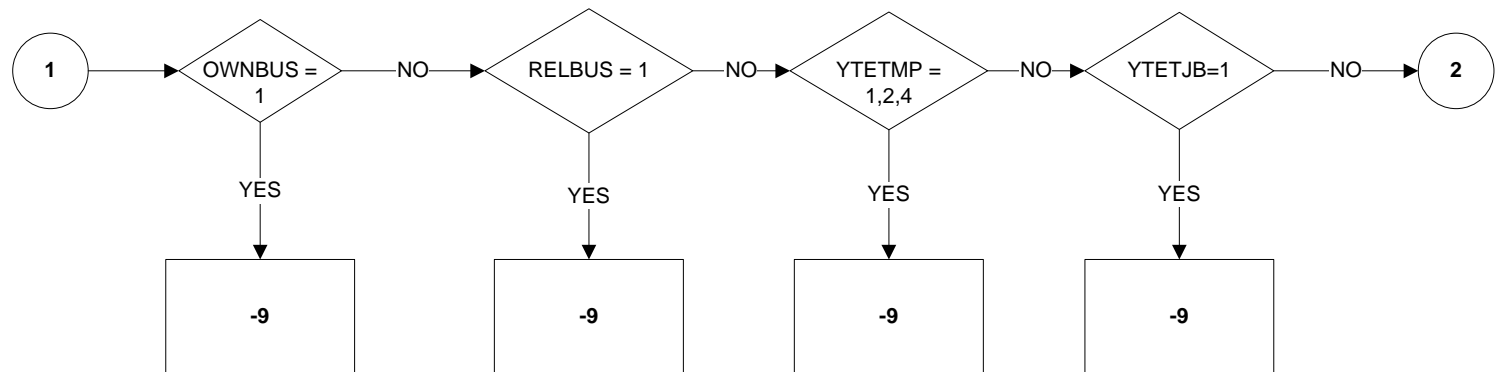 1
OWNBUS =
1
NO
RELBUS = 1
NO
YTETMP =
1,2,4
NO
YTETJB=1
NO
2
YES
YES
YES
YES
-9
-9
-9
-9